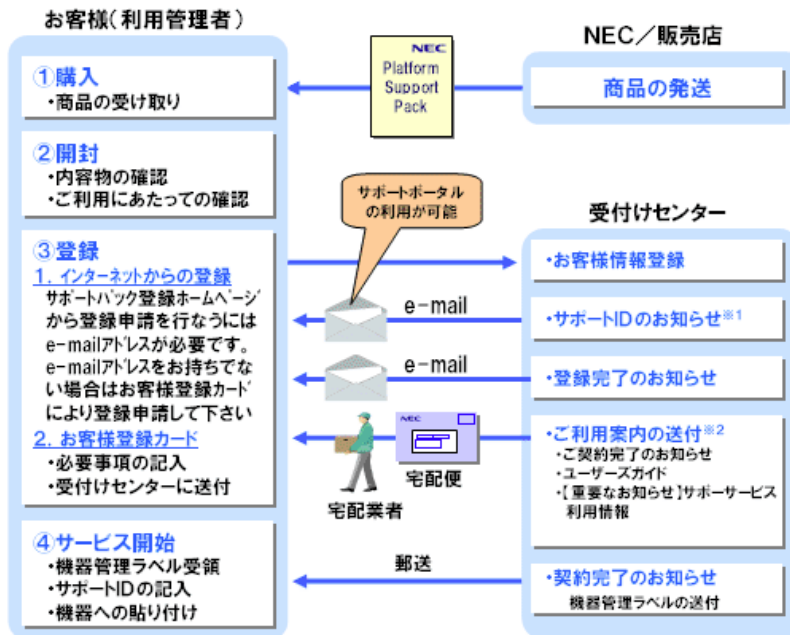 お客様(利用管理者)
①購入
・商品の受け取り
②開封
・内容物の確認
・ご利用にあたっての確認
③登録
1. インターネットからの登録
サポートパック登録ホームページ
から登録申請を行なうには
e-mailアドレスが必要です。
e-mailアドレスをお持ちでな
い場合はお客様登録カード
により登録申請して下さい
2. お客様登録カード
・必要事項の記入
・受付けセンターに送付
④サービス開始
・機器管理ラベル受領
・サポートIDの記入
・機器への貼り付け
NEC
Platform
Support
Pack
サポートポータル
の利用が可能
e-mail
e-mail
NEC
宅配便
宅配業者
郵送
NEC/販売店
商品の発送
受付けセンター
・お客様情報登録
・サポートIDのお知らせ※1
・登録完了のお知らせ
・ご利用案内の送付※2
・ご契約完了のお知らせ
・ユーザーズガイド
・【重要なお知らせ】サポーサービス
利用情報
・契約完了のお知らせ
機器管理ラベルの送付